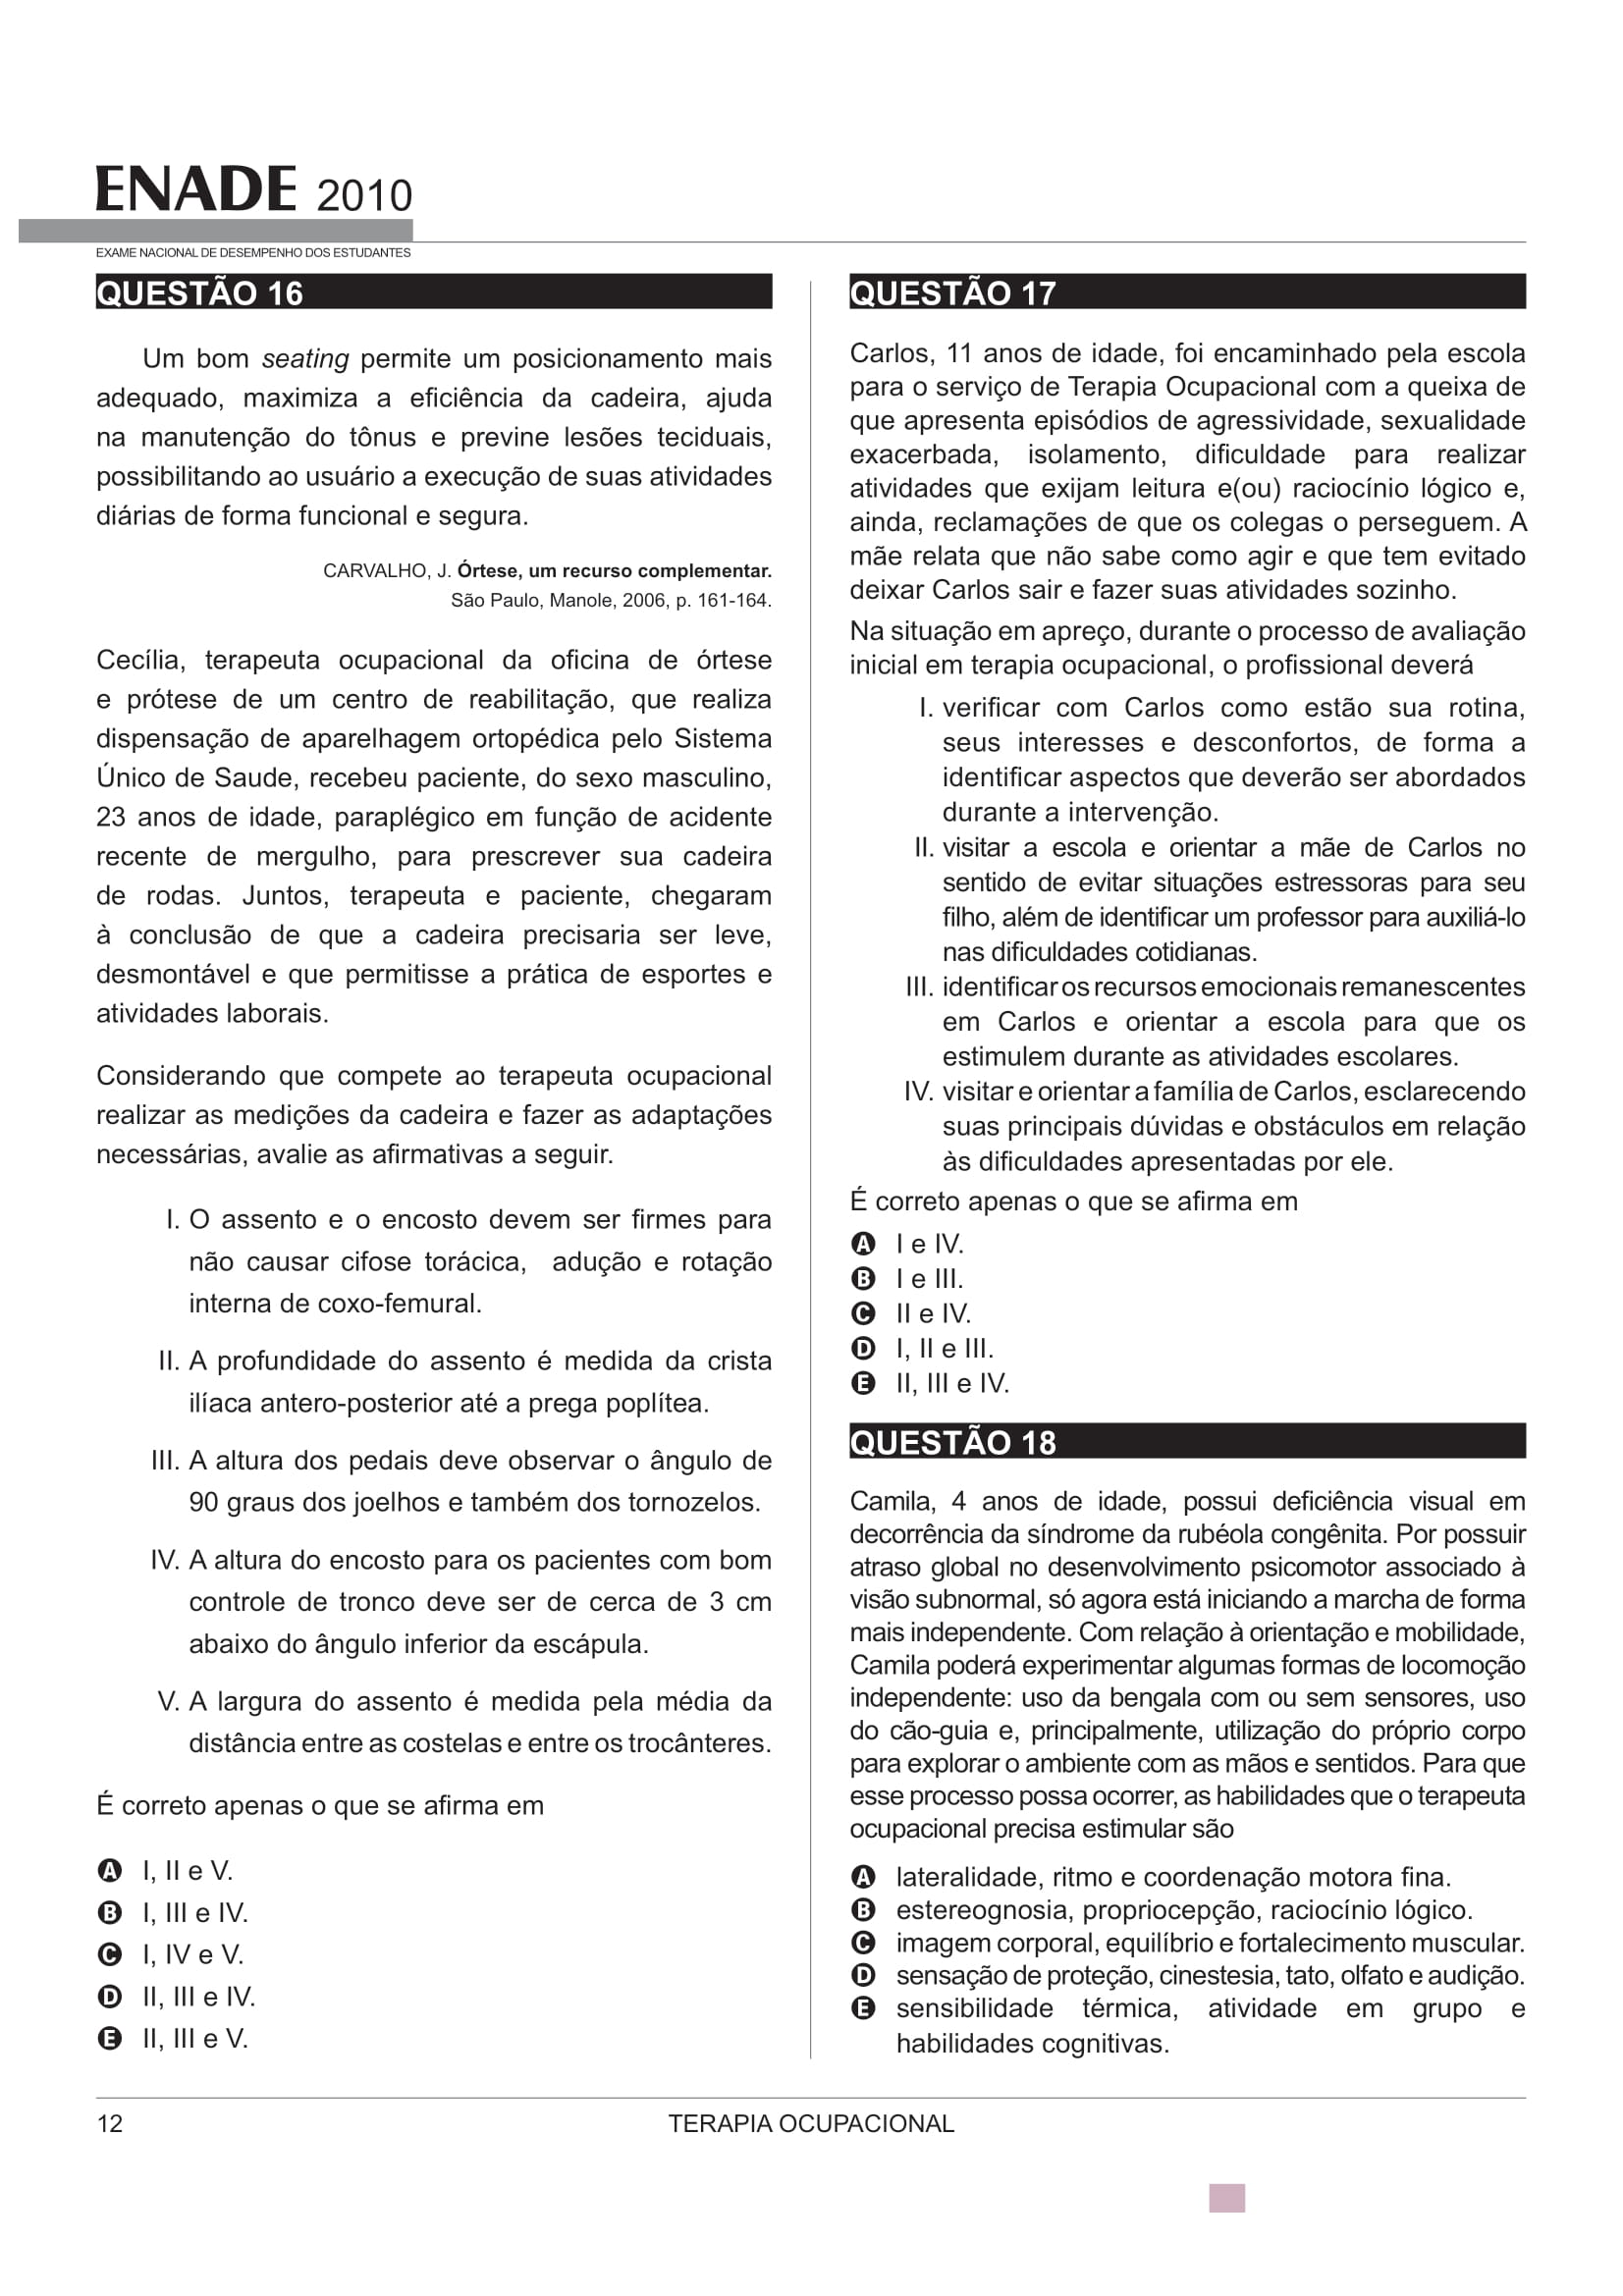 ENADE 2010
EXAME NACIONAL DE DESEMPENHO DOS ESTUDANTES
QUESTÃO 16
Um bom seating permite um posicionamento mais
adequado, maximiza a eficiência da cadeira, ajuda
na manutenção do tônus e previne lesões teciduais,
possibilitando ao usuário a execução de suas atividades
diárias de forma funcional e segura.
CARVALHO, J. Órtese, um recurso complementar.
São Paulo, Manole, 2006, p. 161-164.
Cecília, terapeuta ocupacional da oficina de órtese
e prótese de um centro de reabilitação, que realiza
dispensação de aparelhagem ortopédica pelo Sistema
Único de Saude, recebeu paciente, do sexo masculino,
23 anos de idade, paraplégico em função de acidente
recente de mergulho, para prescrever sua cadeira
de rodas. Juntos, terapeuta e paciente, chegaram
à conclusão de que a cadeira precisaria ser leve,
desmontável e que permitisse a prática de esportes e
atividades laborais.
Considerando que compete ao terapeuta ocupacional
realizar as medições da cadeira e fazer as adaptações
necessárias, avalie as afirmativas a seguir.
I. O assento e o encosto devem ser firmes para
não causar cifose torácica, adução e rotação
interna de coxo-femural.
II. A profundidade do assento é medida da crista
ilíaca antero-posterior até a prega poplítea.
III. A altura dos pedais deve observar o ângulo de
90 graus dos joelhos e também dos tornozelos.
IV. A altura do encosto para os pacientes com bom
controle de tronco deve ser de cerca de 3 cm
abaixo do ângulo inferior da escápula.
V. A largura do assento é medida pela média da
distância entre as costelas e entre os trocânteres.
É correto apenas o que se afirma em
A I, II e V.
B I, III e IV.
C I, IV e V.
D II, III e IV.
E II, III e V.
QUESTÃO 17
Carlos, 11 anos de idade, foi encaminhado pela escola
para o serviço de Terapia Ocupacional com a queixa de
que apresenta episódios de agressividade, sexualidade
exacerbada, isolamento, dificuldade para realizar
atividades que exijam leitura e(ou) raciocínio lógico e,
ainda, reclamações de que os colegas o perseguem. A
mãe relata que não sabe como agir e que tem evitado
deixar Carlos sair e fazer suas atividades sozinho.
Na situação em apreço, durante o processo de avaliação
inicial em terapia ocupacional, o profissional deverá
I. verificar com Carlos como estão sua rotina,
seus interesses e desconfortos, de forma a
identificar aspectos que deverão ser abordados
durante a intervenção.
II. visitar a escola e orientar a mãe de Carlos no
sentido de evitar situações estressoras para seu
filho, além de identificar um professor para auxiliá-lo
nas dificuldades cotidianas.
III. identificar os recursos emocionais remanescentes
em Carlos e orientar a escola para que os
estimulem durante as atividades escolares.
IV. visitar e orientar a família de Carlos, esclarecendo
suas principais dúvidas e obstáculos em relação
às dificuldades apresentadas por ele.
É correto apenas o que se afirma em
A I e IV.
B I e III.
C II e IV.
D I, II e III.
E II, III e IV.
QUESTÃO 18
Camila, 4 anos de idade, possui deficiência visual em
decorrência da síndrome da rubéola congênita. Por possuir
atraso global no desenvolvimento psicomotor associado à
visão subnormal, só agora está iniciando a marcha de forma
mais independente. Com relação à orientação e mobilidade,
Camila poderá experimentar algumas formas de locomoção
independente: uso da bengala com ou sem sensores, uso
do cão-guia e, principalmente, utilização do próprio corpo
para explorar o ambiente com as mãos e sentidos. Para que
esse processo possa ocorrer, as habilidades que o terapeuta
ocupacional precisa estimular são
A lateralidade, ritmo e coordenação motora fina.
B estereognosia, propriocepção, raciocínio lógico.
C imagem corporal, equilíbrio e fortalecimento muscular.
D sensação de proteção, cinestesia, tato, olfato e audição.
E sensibilidade térmica, atividade em grupo e
habilidades cognitivas.
12
TERAPIA OCUPACIONAL